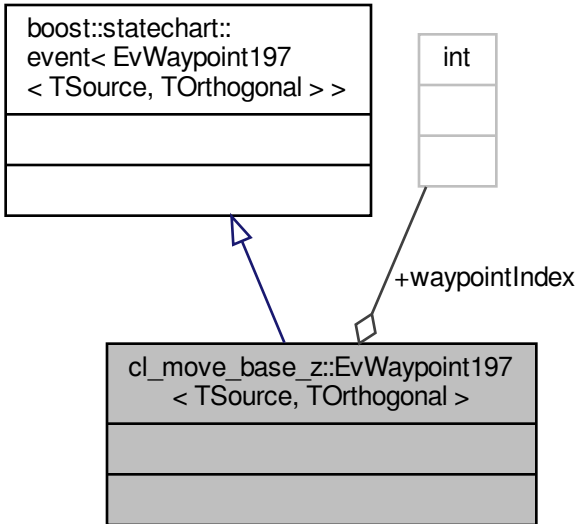 boost::statechart::
event< EvWaypoint197
< TSource, TOrthogonal > >
int
+waypointIndex
cl_move_base_z::EvWaypoint197
< TSource, TOrthogonal >